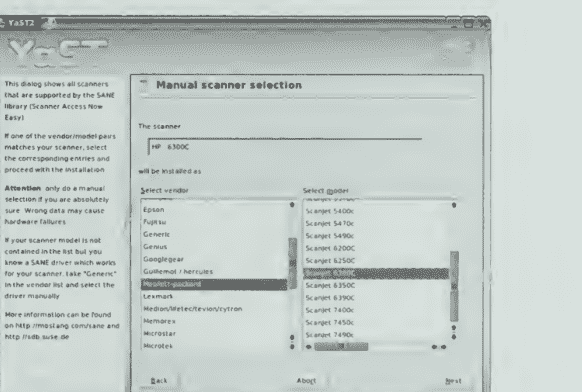 YaST2
YaST
This dialog shows all scanners
that are supported by the SANE
library (Scanner Access Now
Easy)
If one of the vendor/model pairs
matches your scanner, select
the corresponding entries and
proceed with the installation
Attention only do a manual
selection if you are absolutely
sure Wrong data may cause
hardware failures
If your scanner model is not
contained in the list but you
know a SANE driver which works
for your scanner, take "Generic"
in the vendor list and select the
driver manually
More information can be found
on http //mostang com/sane and
http //sdb.suse.de
Manual scanner selection
The scanner
HP 6300C
will be installed as
Select vendor
Epson
Fujitsu
Generic
Genius
Googlegear
Guillemot / hercules
Hewlett-packard
Lexmark
Medion/lifetec/tevion/cytron
Memorex
Microstar
Microtek
Select model
Scanjet 5400c
Scanjet 5470c
Scanjet 5490c
Scanjet 6200C
Scanjet 6250C
Scanjet 6300C
Scanjet 6350C
Scanjet 6390C
Scanjet 7400c
Scanjet 7450c
Scanjet 7490c
Back
Abort
Next